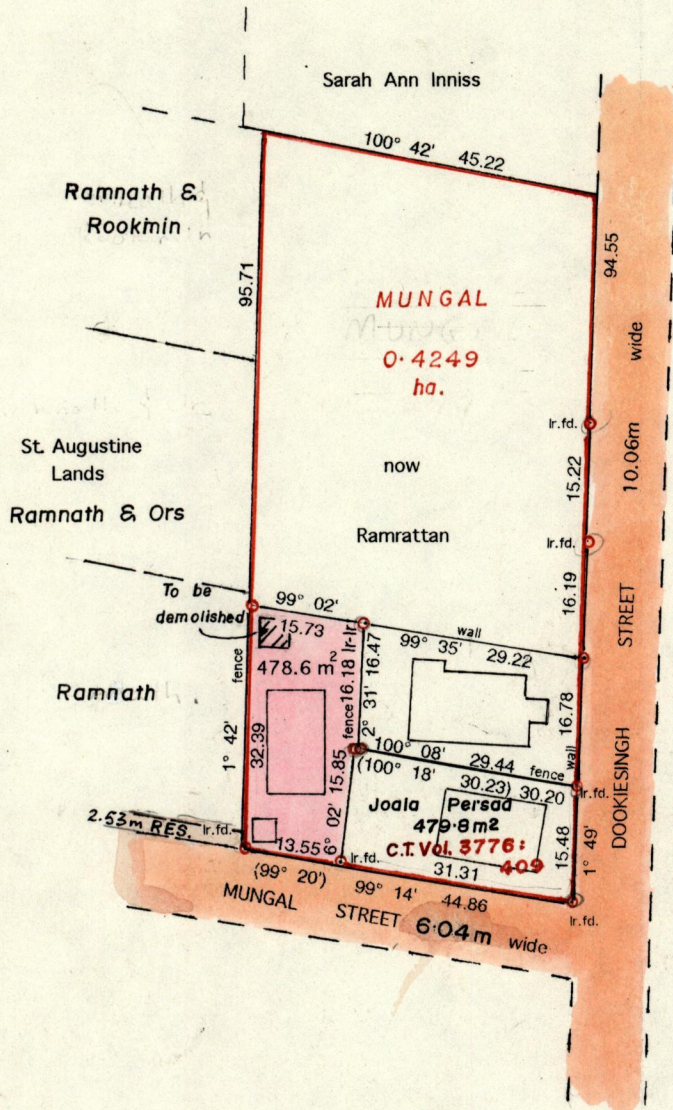 Sarah Ann Inniss
100° 42' 45.22
Ramnath &
Rookmin
95.71
94.55
MUNGAL
0.4249
ha.
wide
10.06m
Ir.fd.
15.22
St. Augustine
Lands
now
Ramnath & Ors
Ramrattan
Ir.fd.
16.19
STREET
To be
demolished
99° 02'
15.73
wall
99° 35' 29.22
478.6 m²
fence
16.18 Ir-Ir
16.47
fence
2° 31'
Ramnath
16.78
wall
1° 42'
32.39
15.85
6° 02'
100° 08' 29.44 fence
(100° 18' 30.23) 30.20
Ir.fd.
DOOKIESINGH
Joala Persad
479.8m²
C.T. Vol. 3776:
409
15.48
1° 49'
2.53m RES.
Ir.fd.
13.55
Ir.fd.
31.31
(99° 20') 99° 14' 44.86
Ir.fd.
MUNGAL STREET 6.04m wide